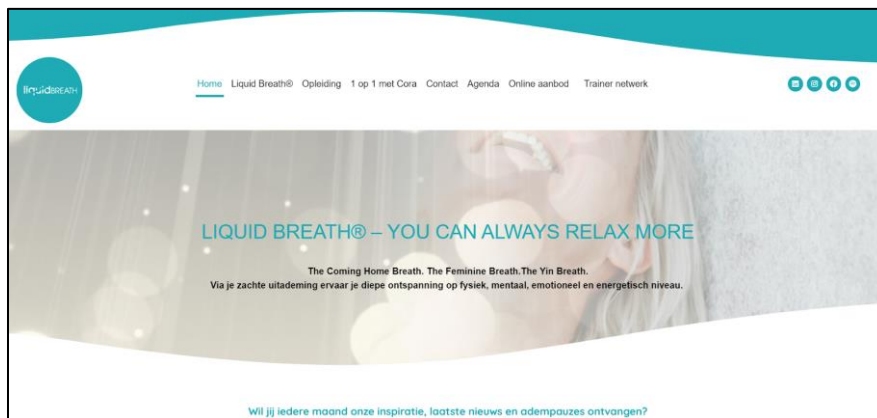 liquidBREATH
Home Liquid Breath® Opleiding 1 op 1 met Cora Contact Agenda Online aanbod Trainer netwerk
LIQUID BREATH® – YOU CAN ALWAYS RELAX MORE
The Coming Home Breath. The Feminine Breath.The Yin Breath.
Via je zachte uitademing ervaar je diepe ontspanning op fysiek, mentaal, emotioneel en energetisch niveau.
Wil jij iedere maand onze inspiratie, laatste nieuws en adempauzes ontvangen?